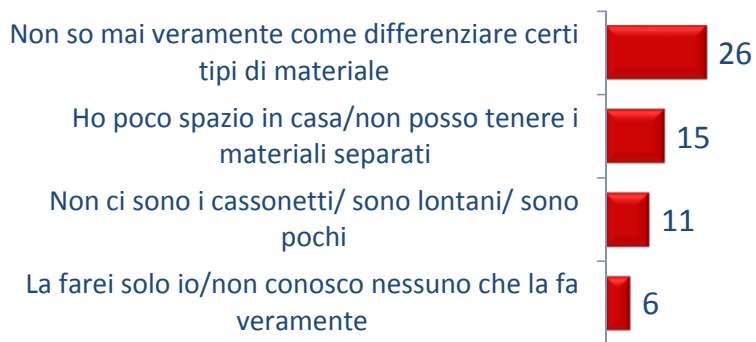 Non so mai veramente come differenziare certi
tipi di materiale
26
Ho poco spazio in casa/non posso tenere i
materiali separati
15
Non ci sono i cassonetti/ sono lontani/ sono
pochi
11
La farei solo io/non conosco nessuno che la fa
veramente
6